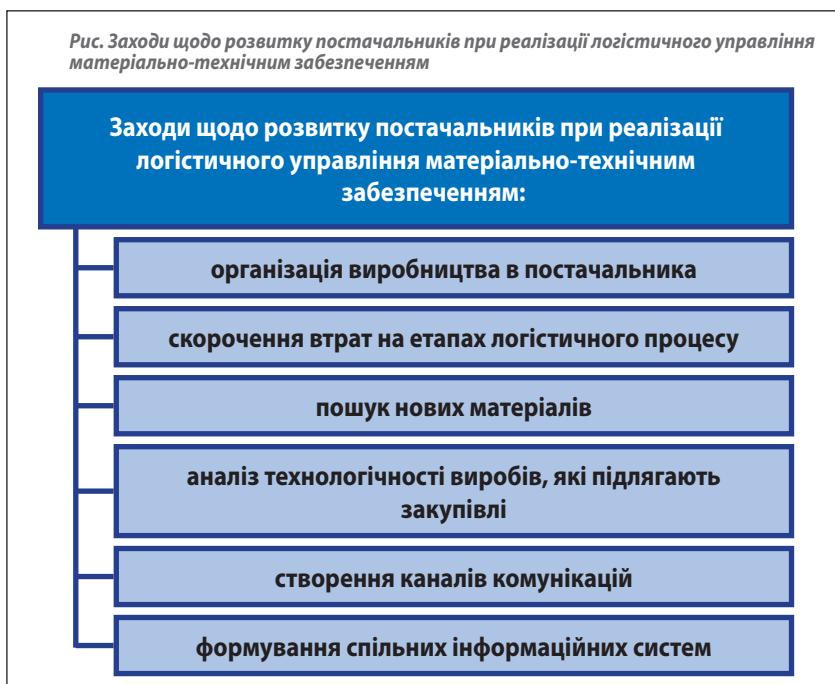 Рис. Заходи щодо розвитку постачальників при реалізації логістичного управління
матеріально-технічним забезпеченням
Заходи щодо розвитку постачальників при реалізації
логістичного управління матеріально-технічним
забезпеченням:
організація виробництва в постачальника
скорочення втрат на етапах логістичного процесу
пошук нових матеріалів
аналіз технологічності виробів, які підлягають
закупівлі
створення каналів комунікацій
формування спільних інформаційних систем